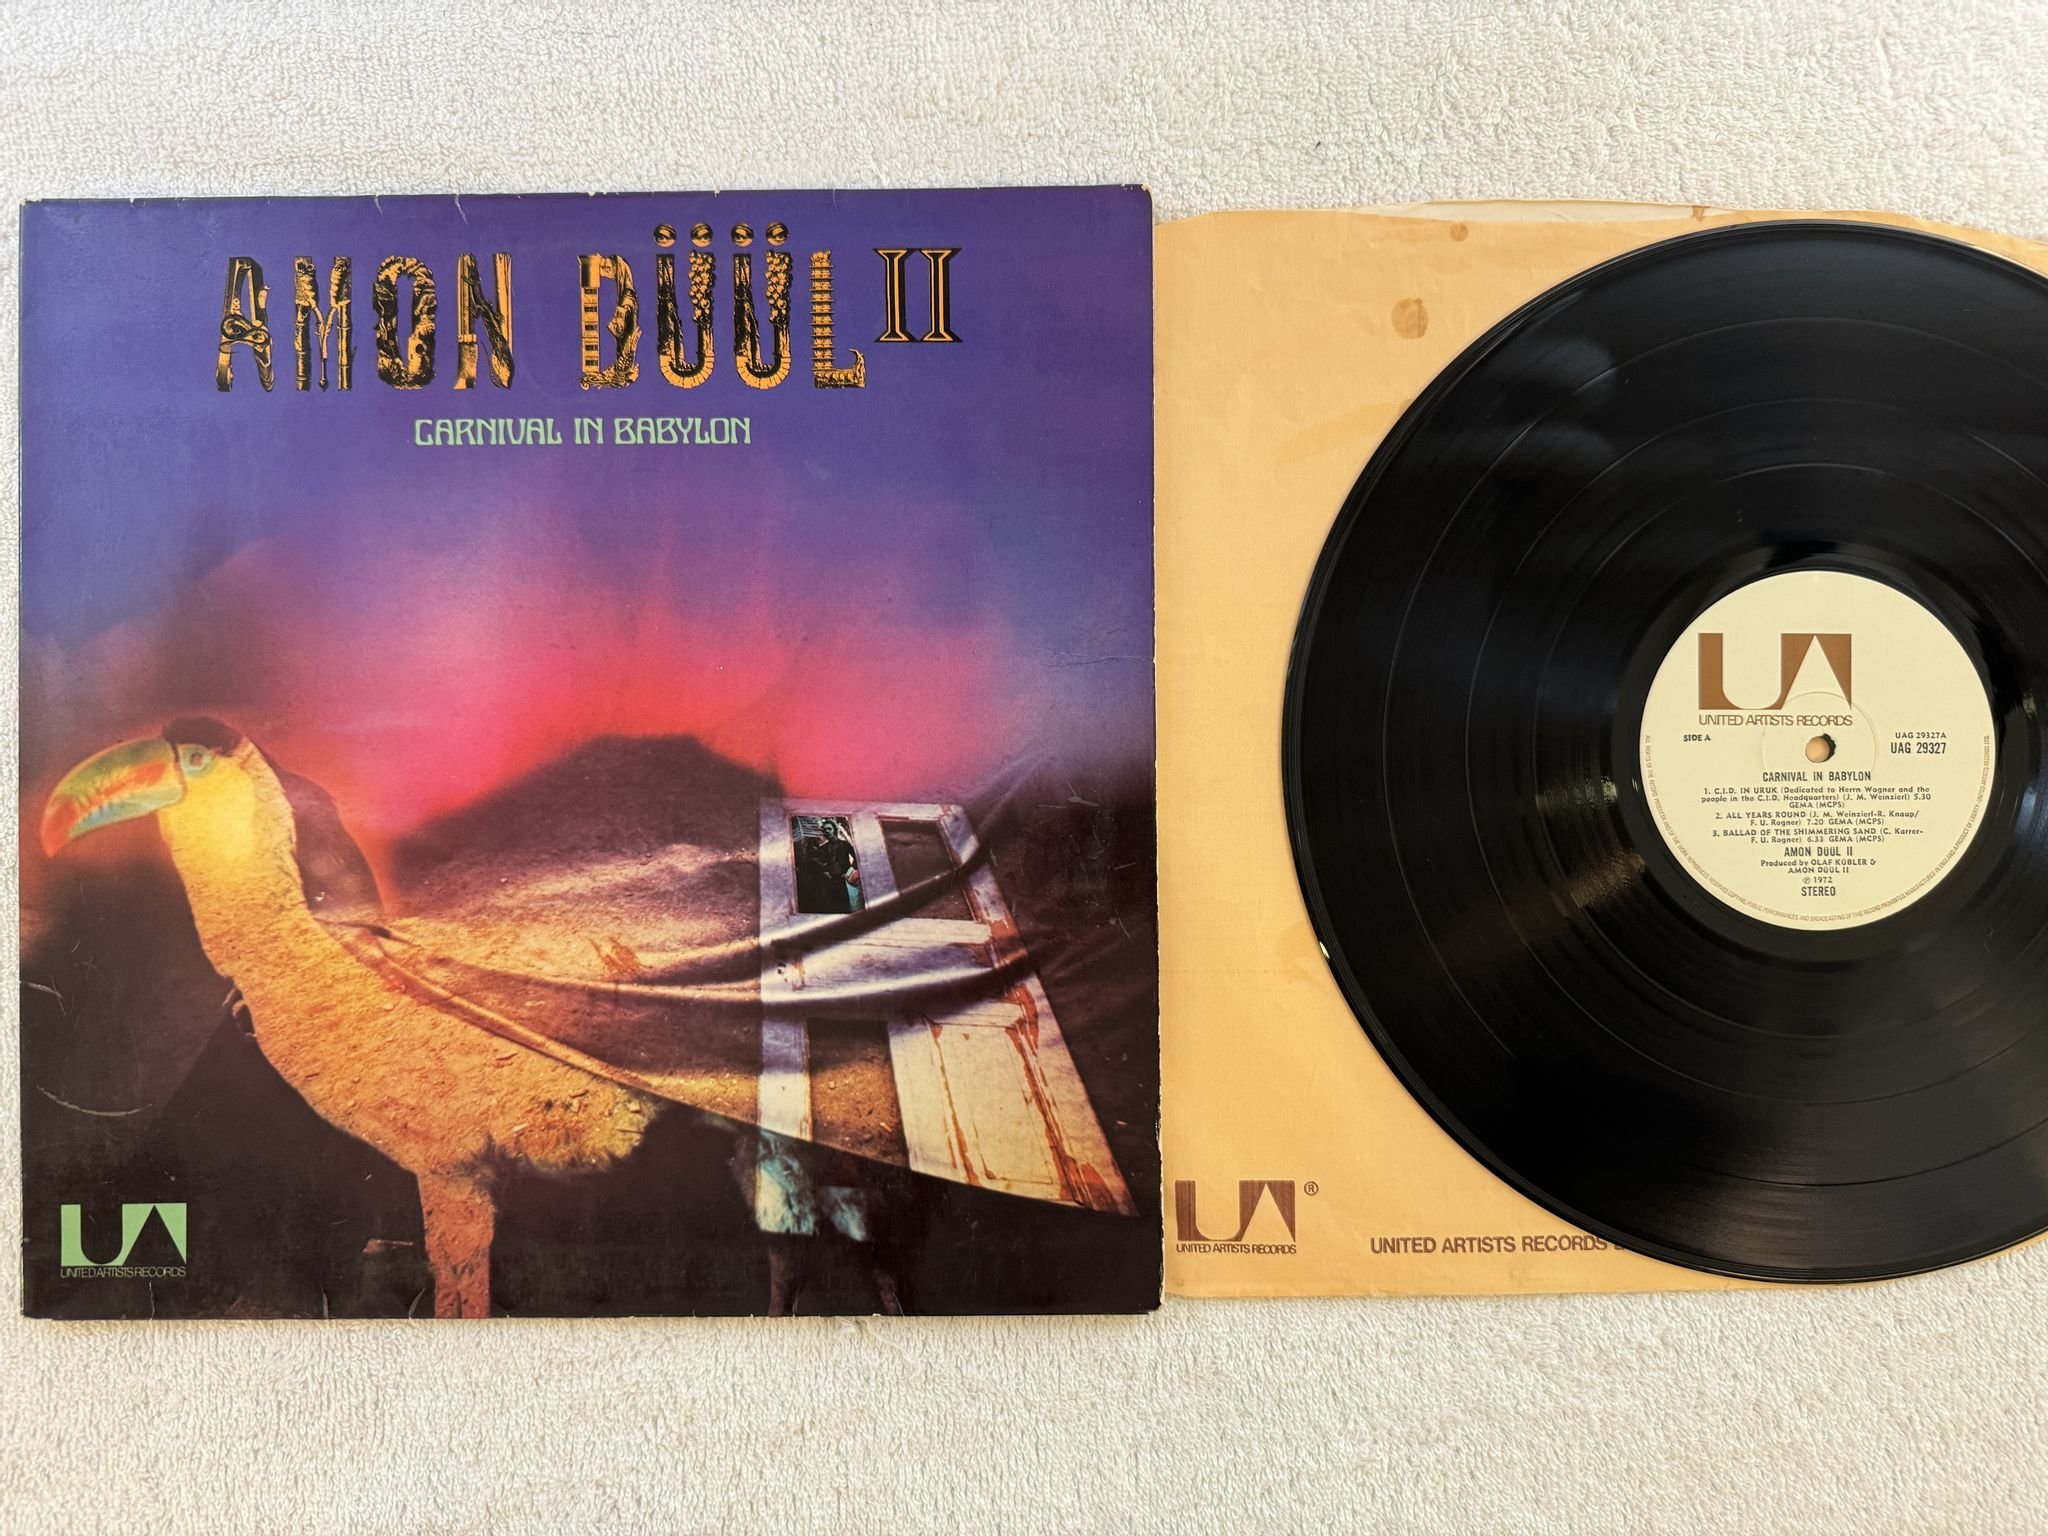 AMON DÜÜL II
CARNIVAL IN BABYLON
UA
UNITED ARTISTS RECORDS
UA ®
UNITED ARTISTS RECORDS
UNITED ARTISTS RECORDS
UA
UNITED ARTISTS RECORDS
SIDE A
UAG 29327A
UAG 29327
CARNIVAL IN BABYLON
1. C.I.D. IN URUK (Dedicated to Herrn Wagner and the
people in the C.I.D. Headquarters) (J. M. Weinzierl) 5.30
GEMA (MCPS)
2. ALL YEARS ROUND (J. M. Weinzierl-R. Knaup/
F. U. Rogner) 7.20 GEMA (MCPS)
3. BALLAD OF THE SHIMMERING SAND (C. Karrer-
F. U. Rogner) 6.33 GEMA (MCPS)
AMON DÜÜL II
Produced by OLAF KÜBLER &
AMON DÜÜL II
℗ 1972
STEREO